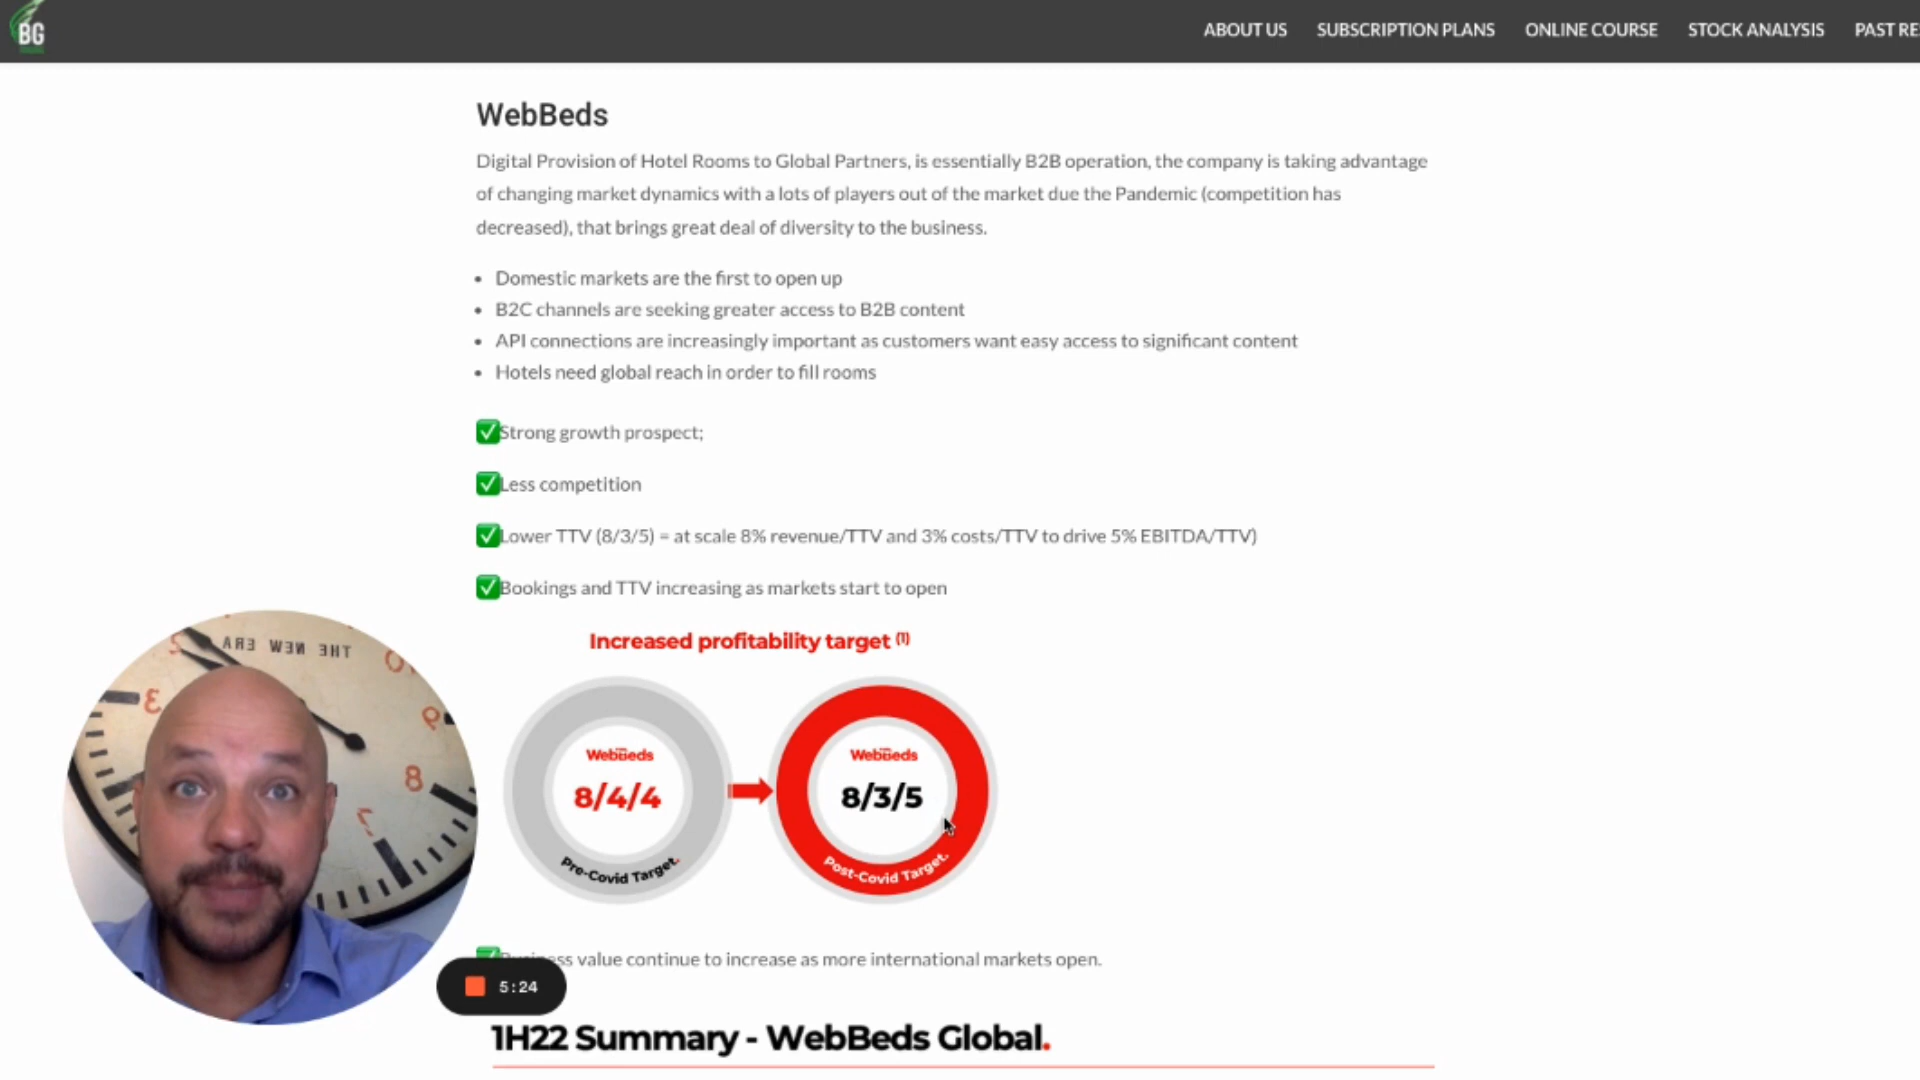 BG
ABOUT US
SUBSCRIPTION PLANS
ONLINE COURSE
STOCK ANALYSIS
PAST RE
WebBeds
Digital Provision of Hotel Rooms to Global Partners, is essentially B2B operation, the company is taking advantage
of changing market dynamics with a lots of players out of the market due the Pandemic (competition has
decreased), that brings great deal of diversity to the business.
• Domestic markets are the first to open up
• B2C channels are seeking greater access to B2B content
• API connections are increasingly important as customers want easy access to significant content
• Hotels need global reach in order to fill rooms
✅Strong growth prospect;
✅Less competition
✅Lower TTV (8/3/5) = at scale 8% revenue/TTV and 3% costs/TTV to drive 5% EBITDA/TTV)
✅Bookings and TTV increasing as markets start to open
Increased profitability target (1)
WebBeds
8/4/4
Pre-Covid Target.
WebBeds
8/3/5
Post-Covid Target.
THE NEW ERA
2
3
10
9
8
7
✅Business value continue to increase as more international markets open.
5:24
1H22 Summary - WebBeds Global.